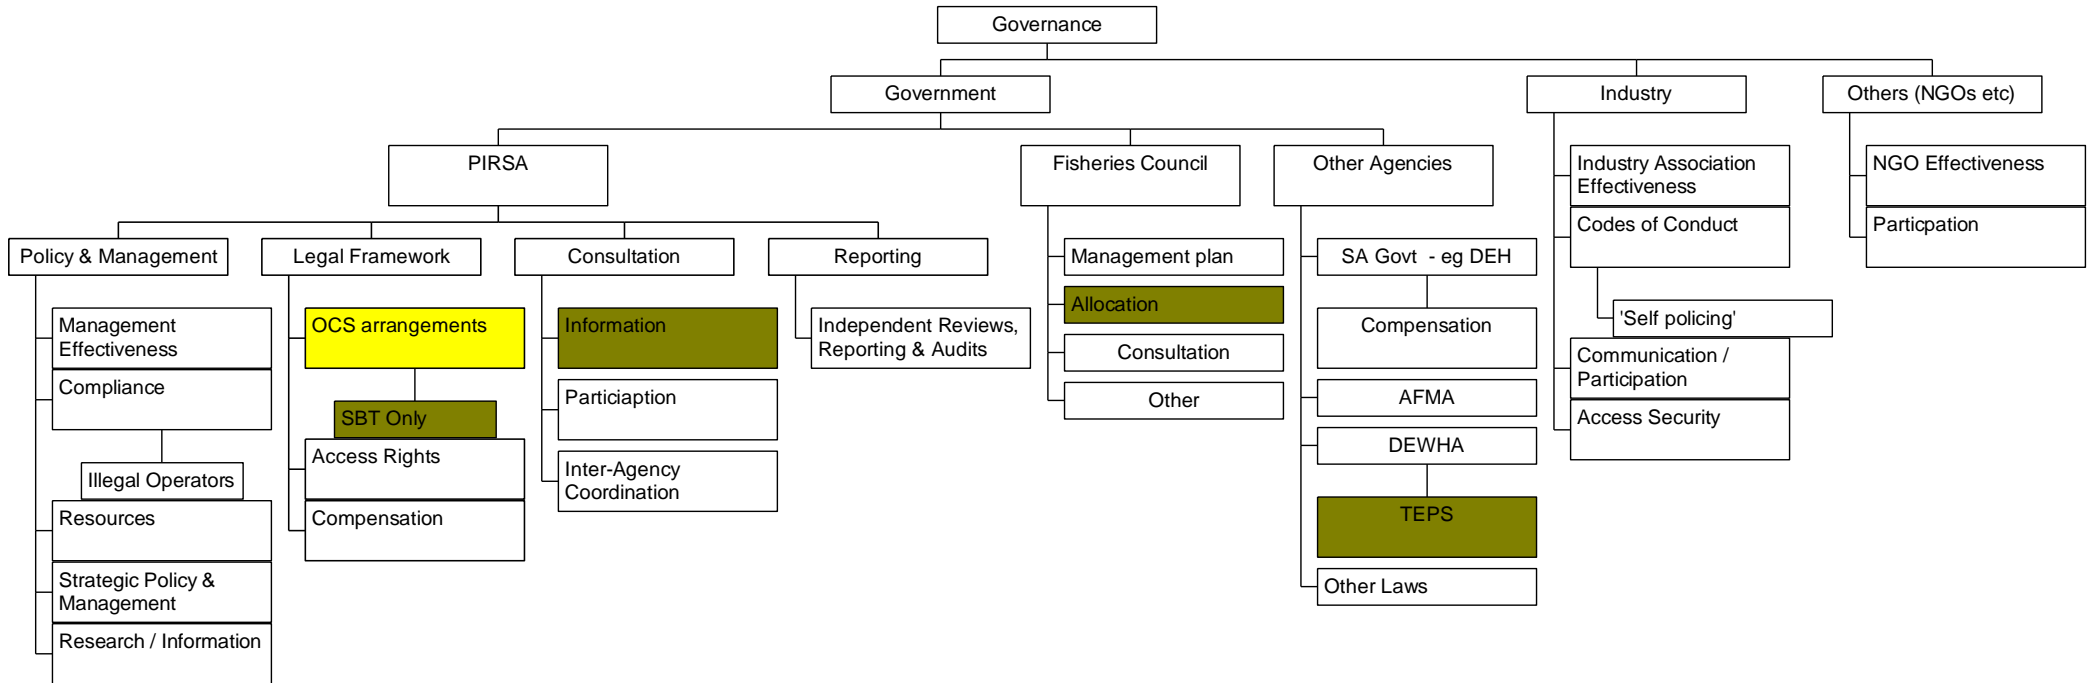 Governance
Government
Industry
Others (NGOs etc)
PIRSA
Fisheries Council
Other Agencies
Industry Association
Effectiveness
NGO Effectiveness
Codes of Conduct
Particpation
Policy & Management
Legal Framework
Consultation
Reporting
Management plan
SA Govt  - eg DEH
Management
Effectiveness
OCS arrangements
Information
Independent Reviews,
Reporting & Audits
Allocation
Compensation
'Self policing'
Consultation
Communication /
Participation
Compliance
SBT Only
Particiaption
Other
AFMA
Access Security
Access Rights
DEWHA
Illegal Operators
Inter-Agency
Coordination
Resources
Compensation
TEPS
Strategic Policy &
Management
Other Laws
Research / Information